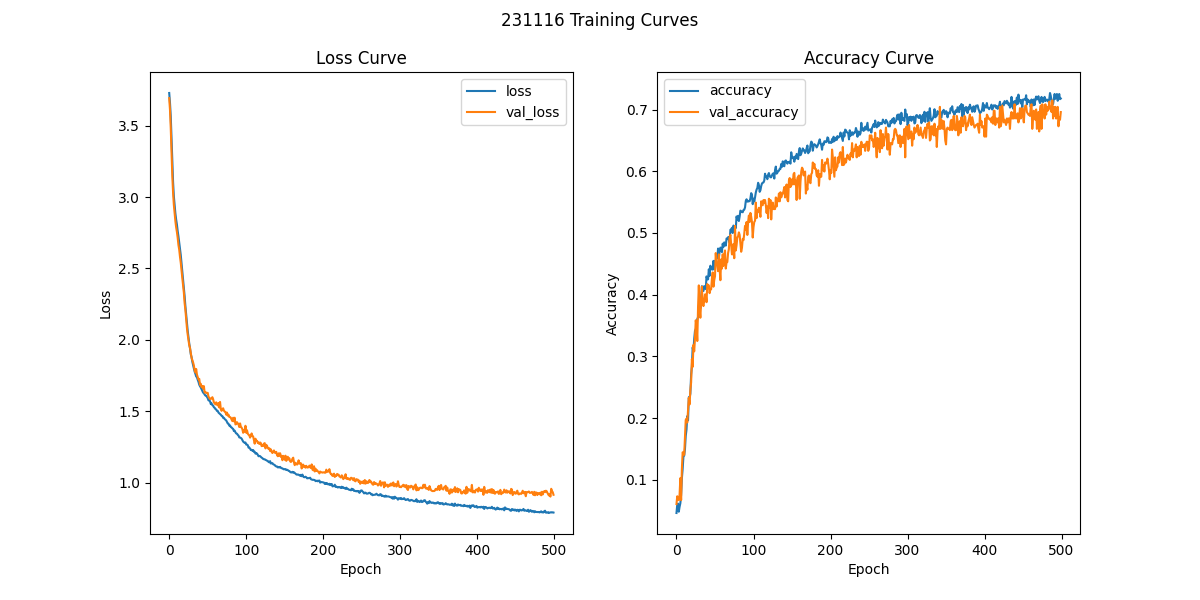 231116 Training Curves
Loss Curve
loss
val_loss
3.5
3.0
2.5
2.0
1.5
1.0
Loss
0 100 200 300 400 500
Epoch
Accuracy Curve
accuracy
val_accuracy
0.7
0.6
0.5
0.4
0.3
0.2
0.1
Accuracy
0 100 200 300 400 500
Epoch